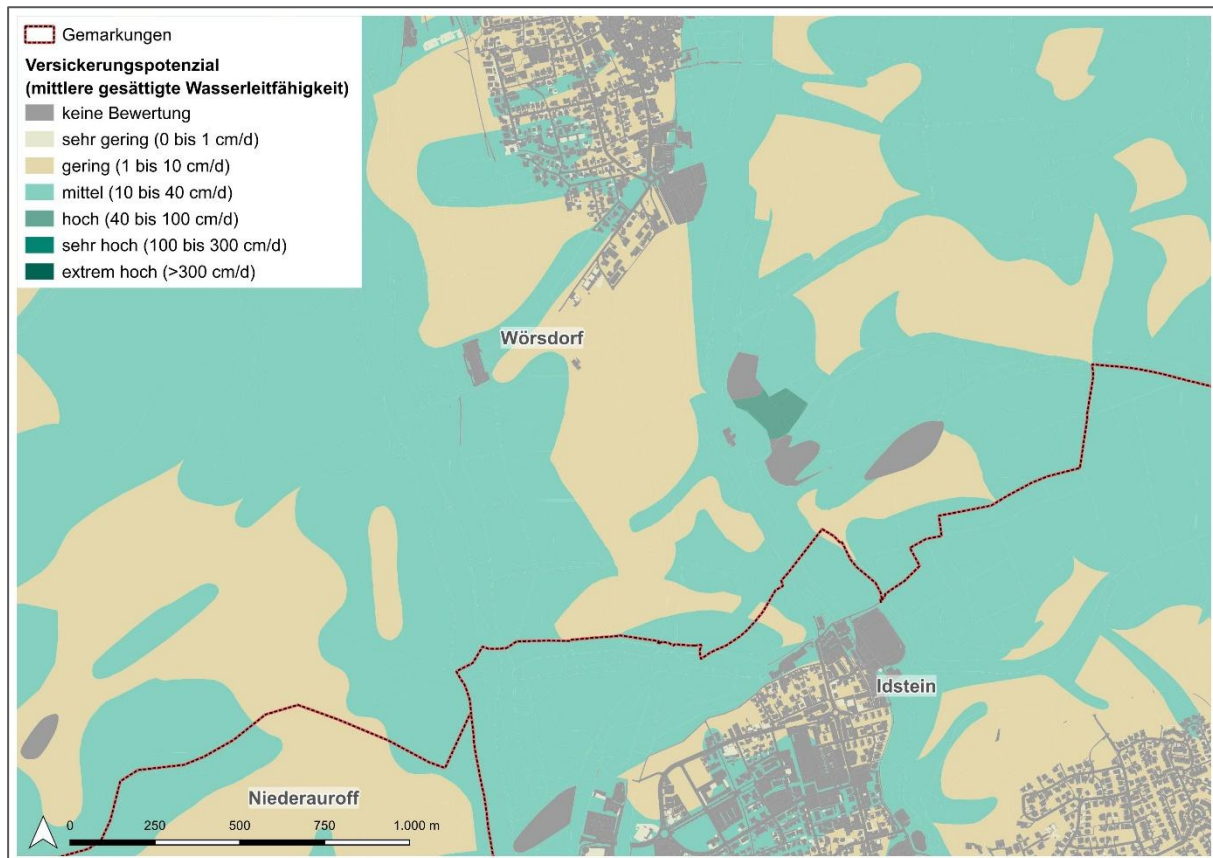 Gemarkungen
Versickerungspotenzial
(mittlere gesättigte Wasserleitfähigkeit)
keine Bewertung
sehr gering (0 bis 1 cm/d)
gering (1 bis 10 cm/d)
mittel (10 bis 40 cm/d)
hoch (40 bis 100 cm/d)
sehr hoch (100 bis 300 cm/d)
extrem hoch (>300 cm/d)
Wörsdorf
Idstein
Niederauroff
0 250 500 750 1.000 m